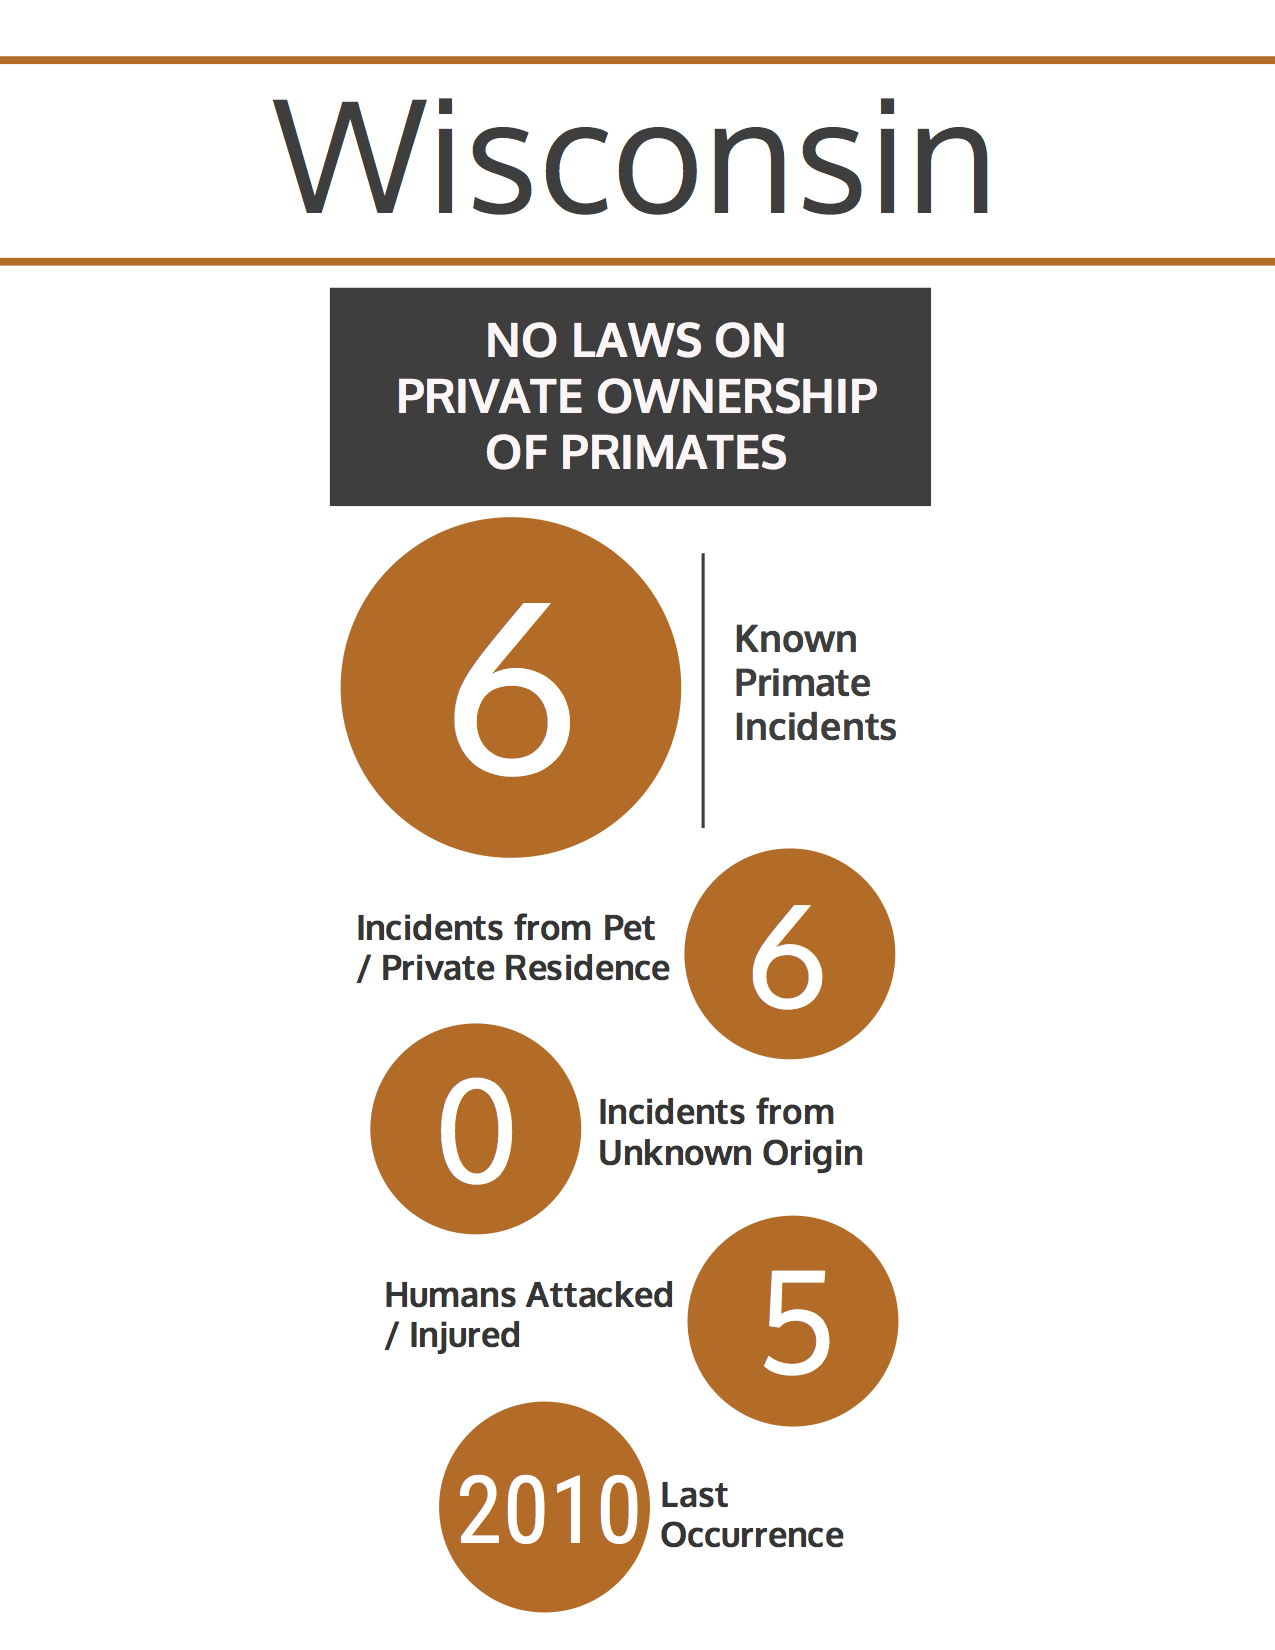 Wisconsin
NO LAWS ON
PRIVATE OWNERSHIP
OF PRIMATES
6
Known
Primate
Incidents
Incidents from Pet
/ Private Residence
6
0
Incidents from
Unknown Origin
Humans Attacked
/ Injured
5
2010
Last
Occurrence